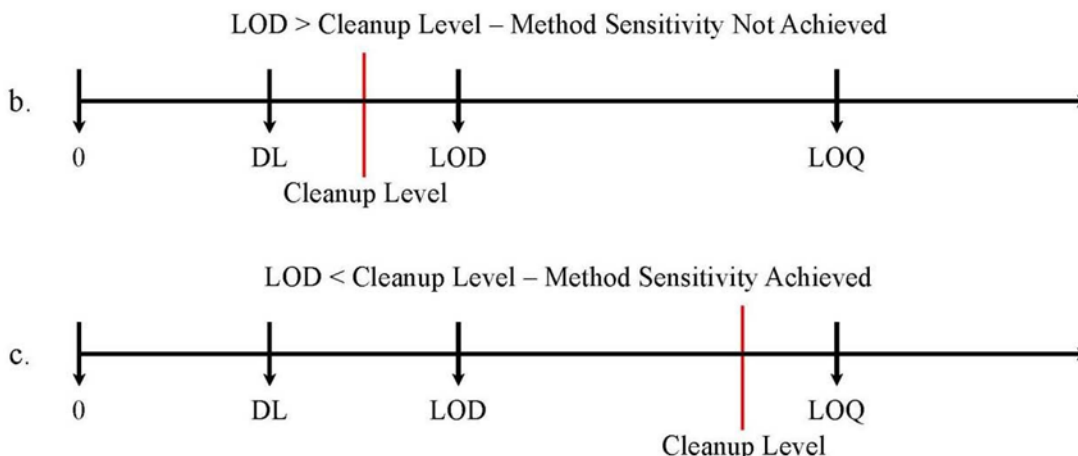 LOD > Cleanup Level – Method Sensitivity Not Achieved
b.
0 DL LOD LOQ
Cleanup Level
LOD < Cleanup Level – Method Sensitivity Achieved
c.
0 DL LOD LOQ
Cleanup Level